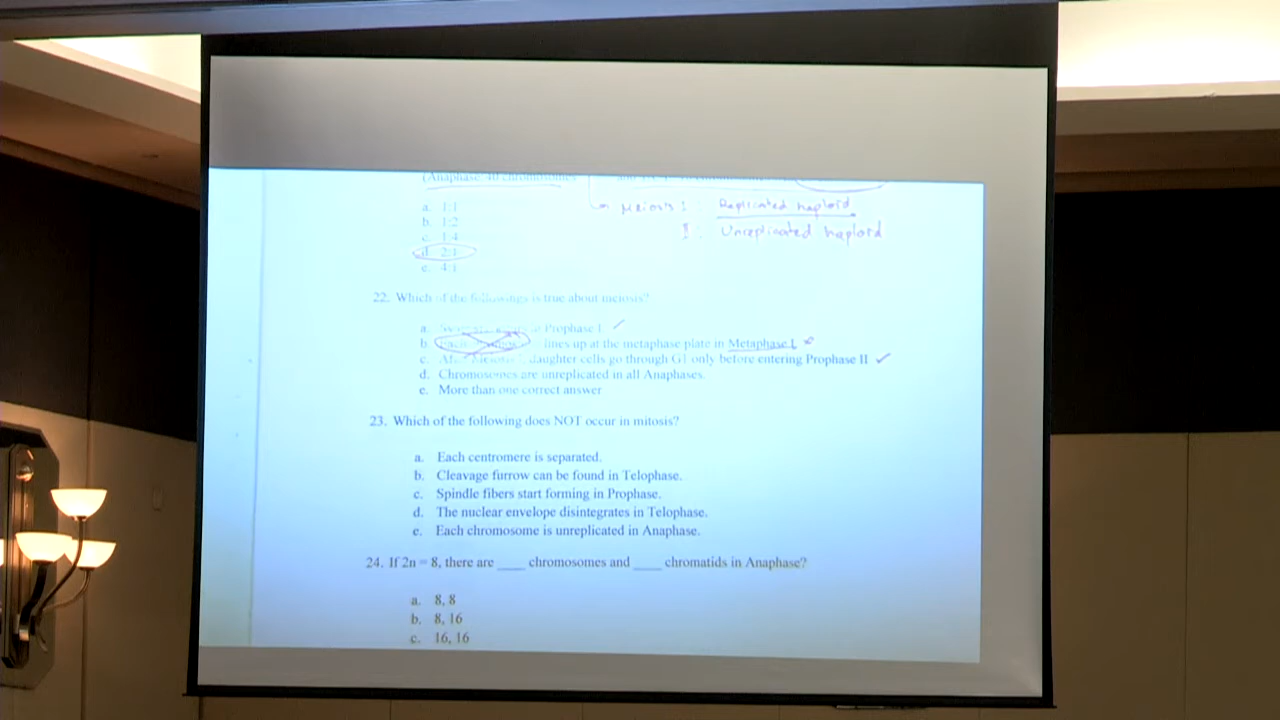 (Anaphase: 40 chromosomes
a. 1:1
b. 1:2
c. 1:4
d. 2:1
e. 4:1
Meiosis I : Replicated haploid
II : Unreplicated haploid
22. Which of the followings is true about meiosis?
a. Prophase I. ✓
b. lines up at the metaphase plate in Metaphase I.
c. daughter cells go through G1 only before entering Prophase II ✓
d. Chromosomes are unreplicated in all Anaphases.
e. More than one correct answer
23. Which of the following does NOT occur in mitosis?
a. Each centromere is separated.
b. Cleavage furrow can be found in Telophase.
c. Spindle fibers start forming in Prophase.
d. The nuclear envelope disintegrates in Telophase.
e. Each chromosome is unreplicated in Anaphase.
24. If 2n = 8, there are ____ chromosomes and ____ chromatids in Anaphase?
a. 8, 8
b. 8, 16
c. 16, 16